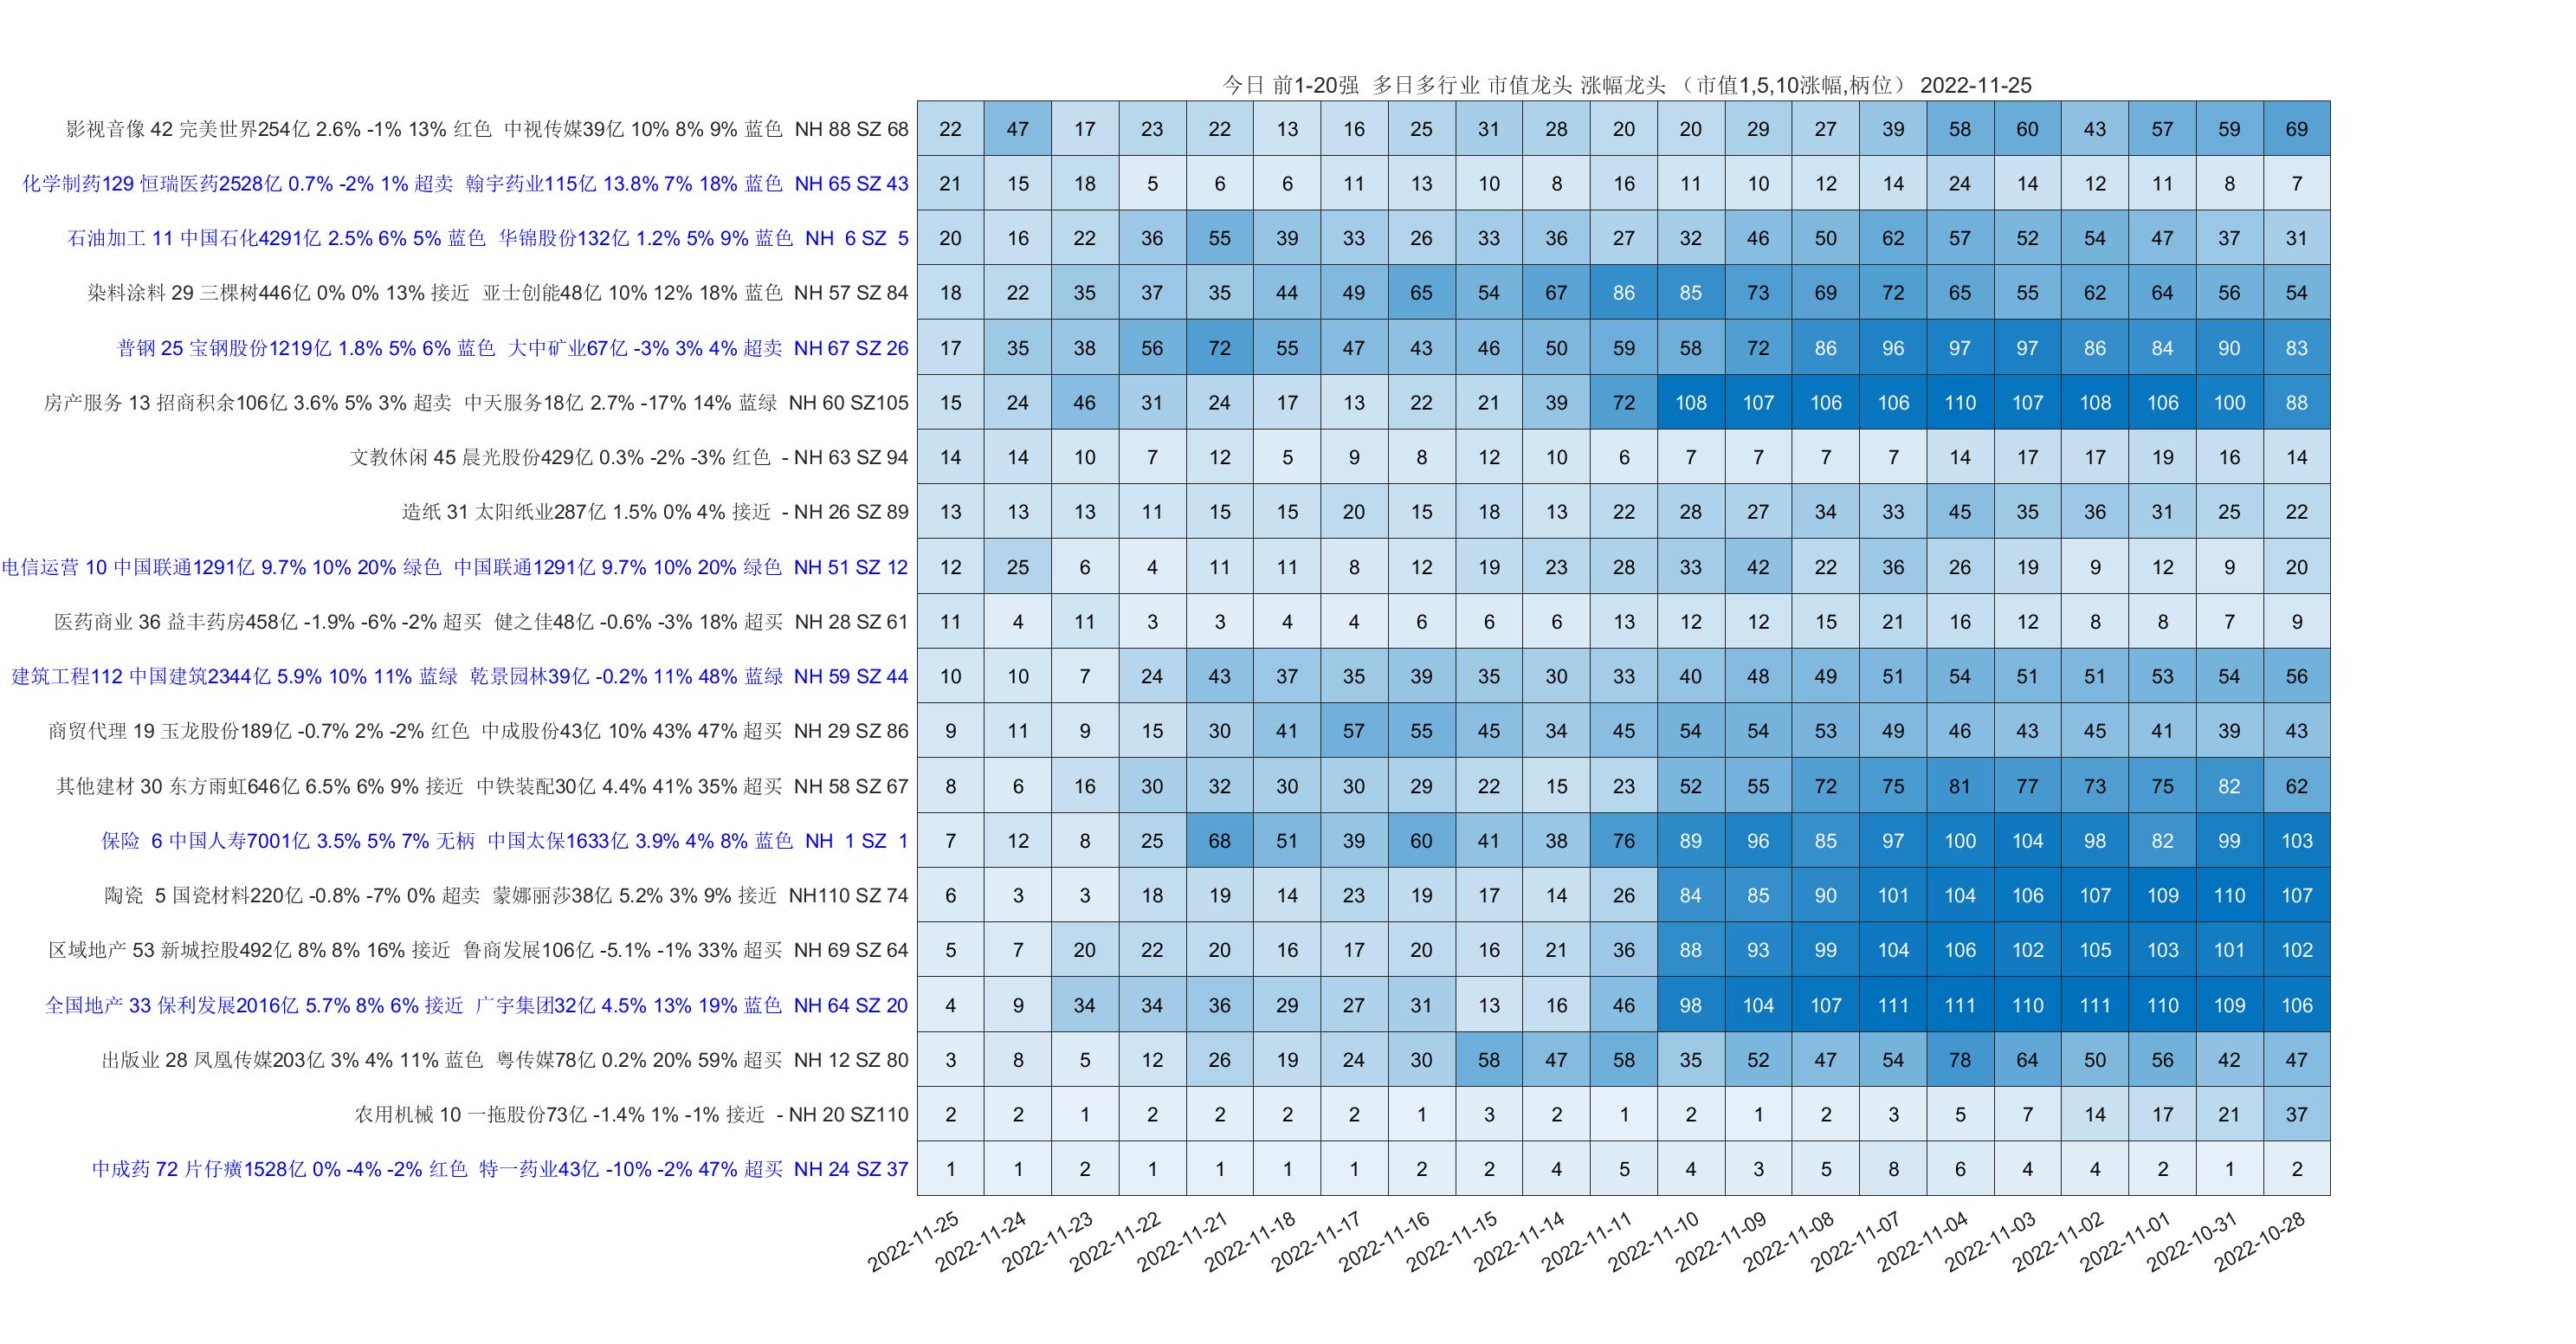 今日 前1-20强 多日多行业 市值龙头 涨幅龙头 （市值1,5,10涨幅,柄位） 2022-11-25
影视音像 42 完美世界254亿 2.6% -1% 13% 红色 中视传媒39亿 10% 8% 9% 蓝色 NH 88 SZ 68 22 47 17 23 22 13 16 25 31 28 20 20 29 27 39 58 60 43 57 59 69
化学制药129 恒瑞医药2528亿 0.7% -2% 1% 超卖 翰宇药业115亿 13.8% 7% 18% 蓝色 NH 65 SZ 43 21 15 18 5 6 6 11 13 10 8 16 11 10 12 14 24 14 12 11 8 7
石油加工 11 中国石化4291亿 2.5% 6% 5% 蓝色 华锦股份132亿 1.2% 5% 9% 蓝色 NH 6 SZ 5 20 16 22 36 55 39 33 26 33 36 27 32 46 50 62 57 52 54 47 37 31
染料涂料 29 三棵树446亿 0% 0% 13% 接近 亚士创能48亿 10% 12% 18% 蓝色 NH 57 SZ 84 18 22 35 37 35 44 49 65 54 67 86 85 73 69 72 65 55 62 64 56 54
普钢 25 宝钢股份1219亿 1.8% 5% 6% 蓝色 大中矿业67亿 -3% 3% 4% 超卖 NH 67 SZ 26 17 35 38 56 72 55 47 43 46 50 59 58 72 86 96 97 97 86 84 90 83
房产服务 13 招商积余106亿 3.6% 5% 3% 超卖 中天服务18亿 2.7% -17% 14% 蓝绿 NH 60 SZ105 15 24 46 31 24 17 13 22 21 39 72 108 107 106 106 110 107 108 106 100 88
文教休闲 45 晨光股份429亿 0.3% -2% -3% 红色 - NH 63 SZ 94 14 14 10 7 12 5 9 8 12 10 6 7 7 7 7 14 17 17 19 16 14
造纸 31 太阳纸业287亿 1.5% 0% 4% 接近 - NH 26 SZ 89 13 13 13 11 15 15 20 15 18 13 22 28 27 34 33 45 35 36 31 25 22
电信运营 10 中国联通1291亿 9.7% 10% 20% 绿色 中国联通1291亿 9.7% 10% 20% 绿色 NH 51 SZ 12 12 25 6 4 11 11 8 12 19 23 28 33 42 22 36 26 19 9 12 9 20
医药商业 36 益丰药房458亿 -1.9% -6% -2% 超买 健之佳48亿 -0.6% -3% 18% 超买 NH 28 SZ 61 11 4 11 3 3 4 4 6 6 6 13 12 12 15 21 16 12 8 8 7 9
建筑工程112 中国建筑2344亿 5.9% 10% 11% 蓝绿 乾景园林39亿 -0.2% 11% 48% 蓝绿 NH 59 SZ 44 10 10 7 24 43 37 35 39 35 30 33 40 48 49 51 54 51 51 53 54 56
商贸代理 19 玉龙股份189亿 -0.7% 2% -2% 红色 中成股份43亿 10% 43% 47% 超买 NH 29 SZ 86 9 11 9 15 30 41 57 55 45 34 45 54 54 53 49 46 43 45 41 39 43
其他建材 30 东方雨虹646亿 6.5% 6% 9% 接近 中铁装配30亿 4.4% 41% 35% 超买 NH 58 SZ 67 8 6 16 30 32 30 30 29 22 15 23 52 55 72 75 81 77 73 75 82 62
保险 6 中国人寿7001亿 3.5% 5% 7% 无柄 中国太保1633亿 3.9% 4% 8% 蓝色 NH 1 SZ 1 7 12 8 25 68 51 39 60 41 38 76 89 96 85 97 100 104 98 82 99 103
陶瓷 5 国瓷材料220亿 -0.8% -7% 0% 超卖 蒙娜丽莎38亿 5.2% 3% 9% 接近 NH110 SZ 74 6 3 3 18 19 14 23 19 17 14 26 84 85 90 101 104 106 107 109 110 107
区域地产 53 新城控股492亿 8% 8% 16% 接近 鲁商发展106亿 -5.1% -1% 33% 超买 NH 69 SZ 64 5 7 20 22 20 16 17 20 16 21 36 88 93 99 104 106 102 105 103 101 102
全国地产 33 保利发展2016亿 5.7% 8% 6% 接近 广宇集团32亿 4.5% 13% 19% 蓝色 NH 64 SZ 20 4 9 34 34 36 29 27 31 13 16 46 98 104 107 111 111 110 111 110 109 106
出版业 28 凤凰传媒203亿 3% 4% 11% 蓝色 粤传媒78亿 0.2% 20% 59% 超买 NH 12 SZ 80 3 8 5 12 26 19 24 30 58 47 58 35 52 47 54 78 64 50 56 42 47
农用机械 10 一拖股份73亿 -1.4% 1% -1% 接近 - NH 20 SZ110 2 2 1 2 2 2 2 1 3 2 1 2 1 2 3 5 7 14 17 21 37
中成药 72 片仔癀1528亿 0% -4% -2% 红色 特一药业43亿 -10% -2% 47% 超买 NH 24 SZ 37 1 1 2 1 1 1 1 2 2 4 5 4 3 5 8 6 4 4 2 1 2
2022-11-25 2022-11-24 2022-11-23 2022-11-22 2022-11-21 2022-11-18 2022-11-17 2022-11-16 2022-11-15 2022-11-14 2022-11-11 2022-11-10 2022-11-09 2022-11-08 2022-11-07 2022-11-04 2022-11-03 2022-11-02 2022-11-01 2022-10-31 2022-10-28